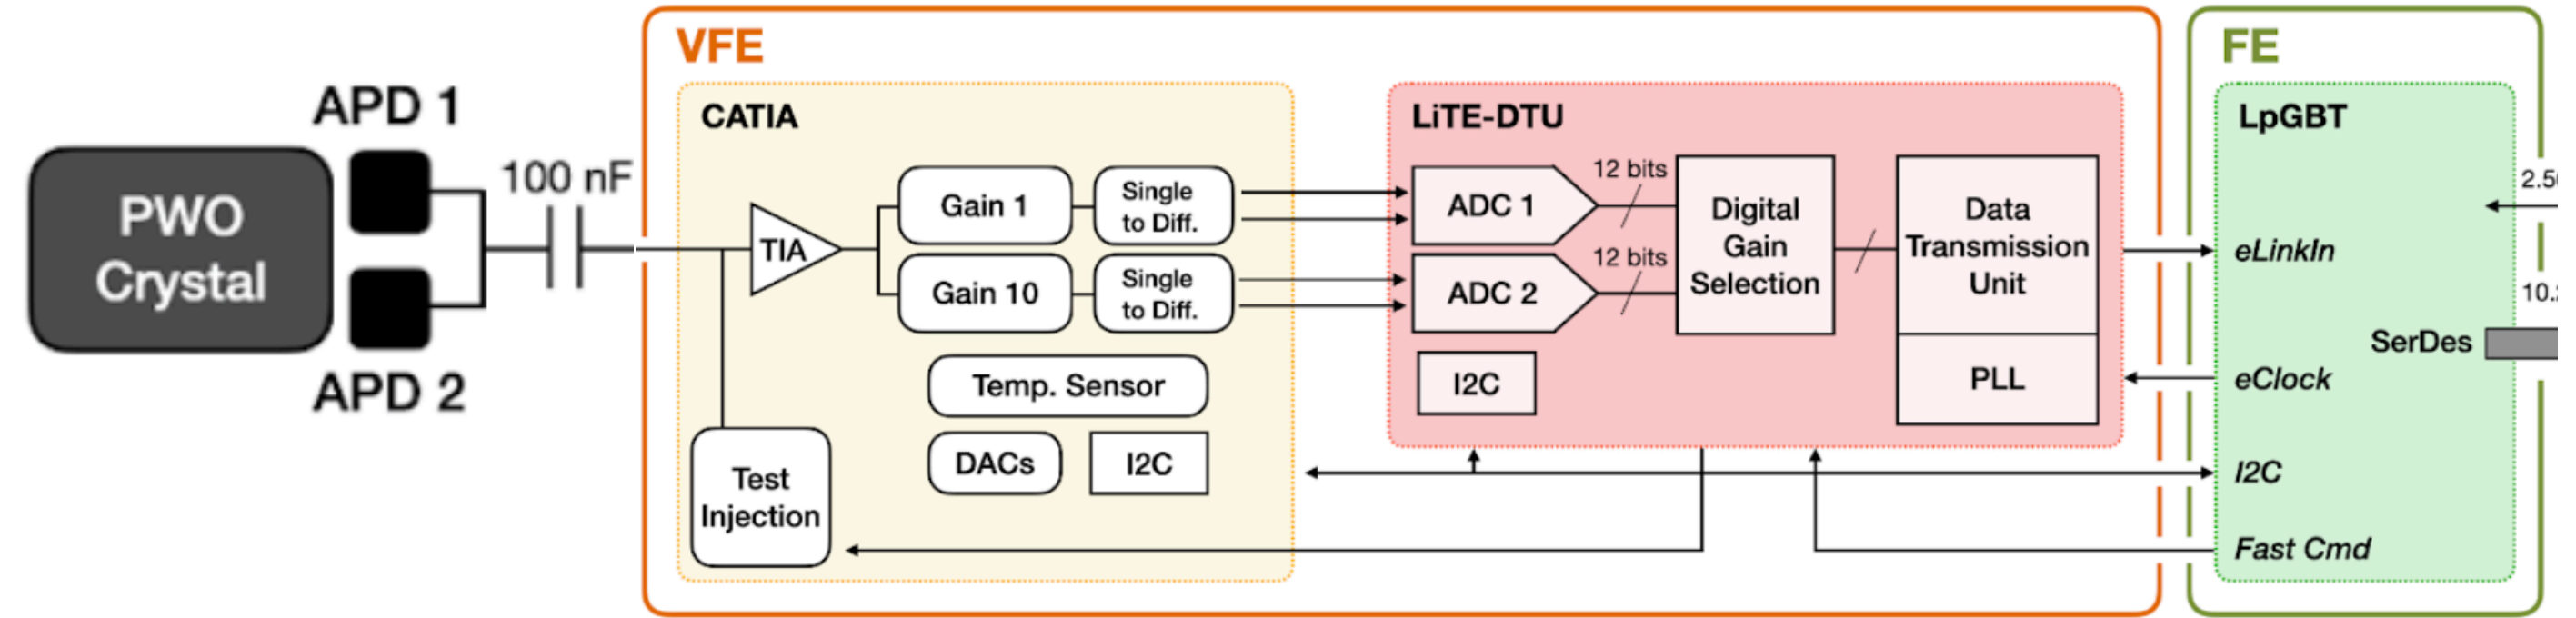 VFE
FE
CATIA
LiTE-DTU
LpGBT
APD 1
PWO
Crystal
100 nF
APD 2
TIA
Gain 1
Single
to Diff.
Gain 10
Single
to Diff.
Temp. Sensor
DACs
I2C
Test
Injection
ADC 1
12 bits
ADC 2
12 bits
Digital
Gain
Selection
Data
Transmission
Unit
PLL
I2C
eLinkIn
SerDes
eClock
I2C
Fast Cmd